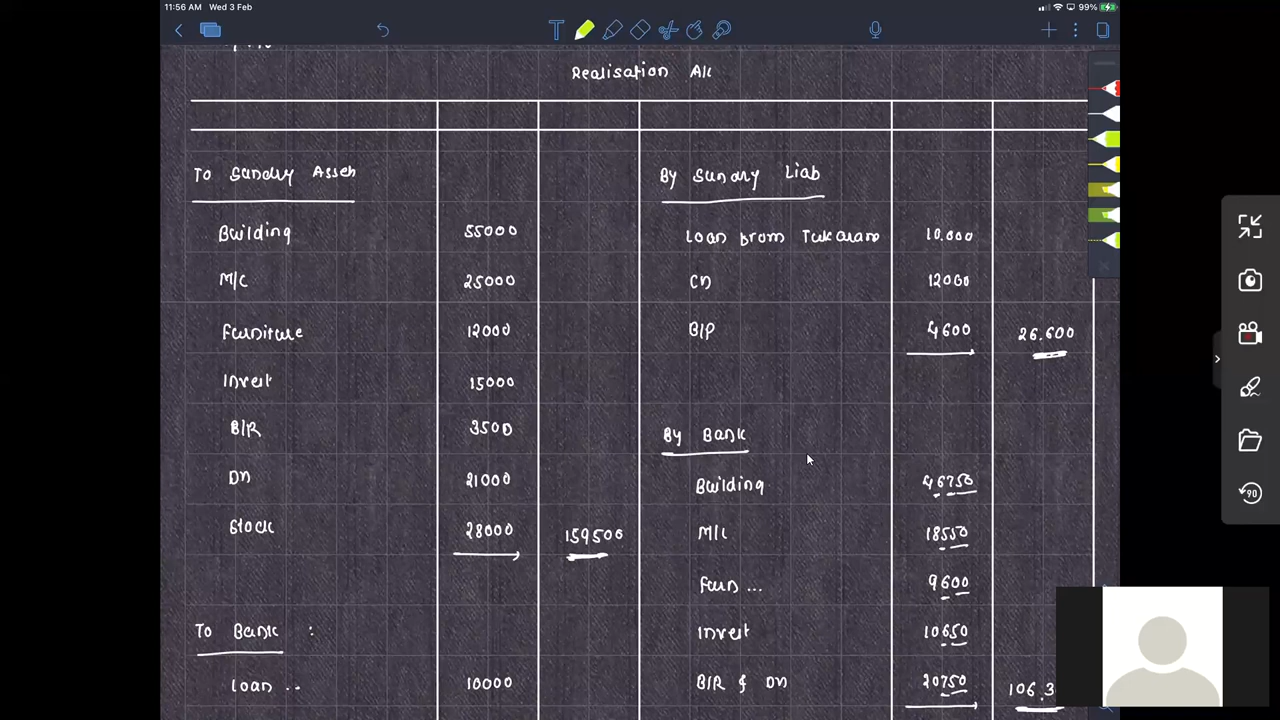 11:56 AM Wed 3 Feb
99%
Realisation A/c
To Sundry Assets
Building 55000
M/C 25000
Furniture 12000
Invest 15000
B/R 3500
Dn 21000
Stock 28000 159500
To Bank :
loan .. 10000
By Sundry Liab
loan from Tukaram 10.000
Cn 12000
B/P 4600 26.600
By Bank
Building 46750
M/c 18550
Furn ... 9600
Invest 10650
B/R & Dn 20750
90